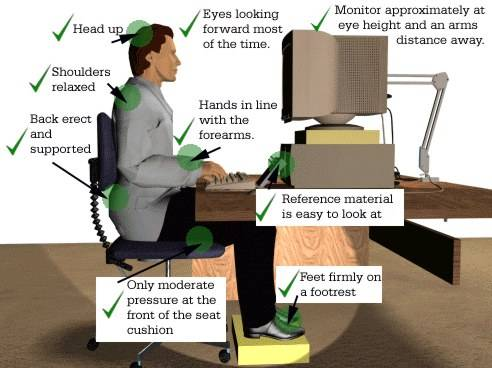 Head up
Eyes looking
forward most
of the time.
Monitor approximately at
eye height and an arms
distance away.
Shoulders
relaxed
Hands in line
with the
forearms.
Back erect
and
supported
Reference material
is easy to look at
Only moderate
pressure at the
front of the seat
cushion
Feet firmly on
a footrest